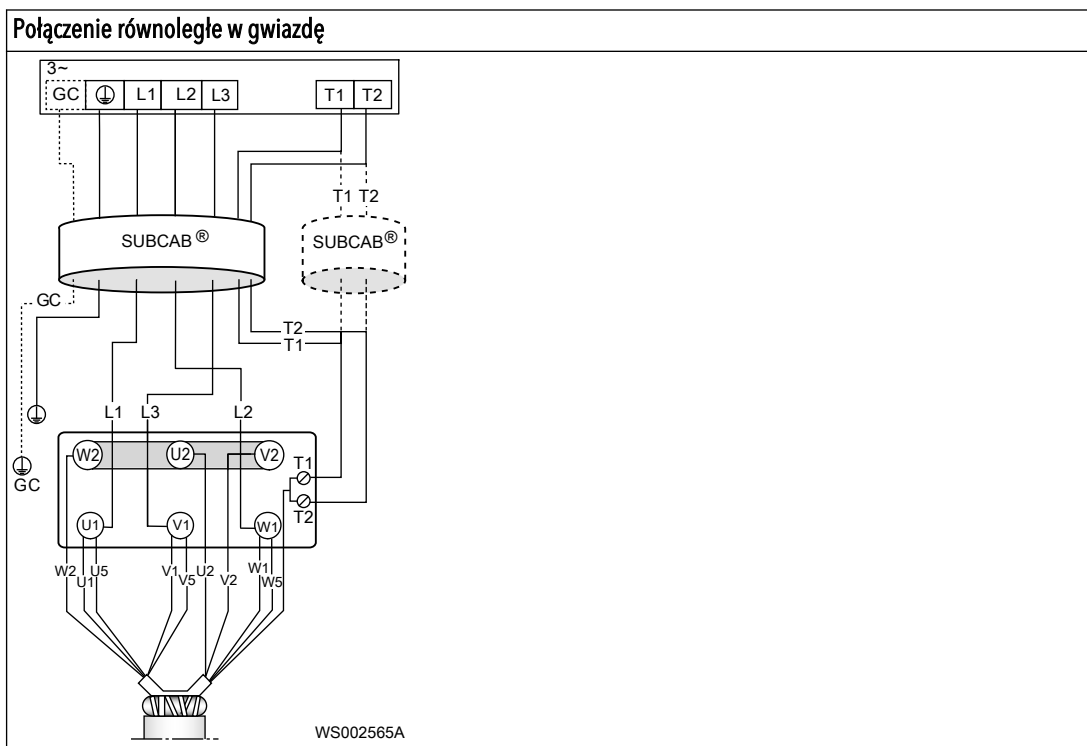 Połączenie równoległe w gwiazdę
3~
GC L1 L2 L3 T1 T2
T1 T2
SUBCAB® SUBCAB®
GC
T2
T1
L1 L3 L2
W2 U2 V2 T1
GC
U1 V1 W1 T2
W2 U1 U5 V1 V5 U2 V2 W1 W5
WS002565A